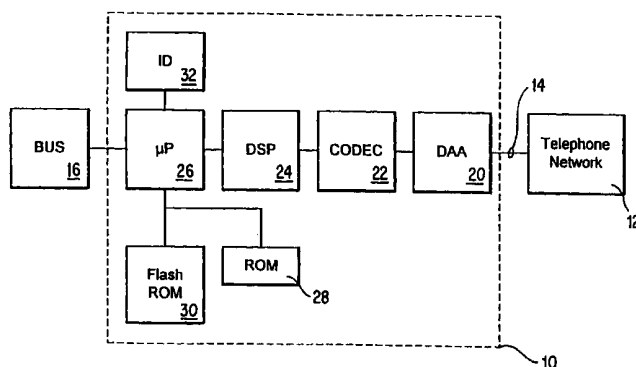 ID
32
14
BUS
16
µP
26
DSP
24
CODEC
22
DAA
20
Telephone
Network
12
Flash
ROM
30
ROM
28
10